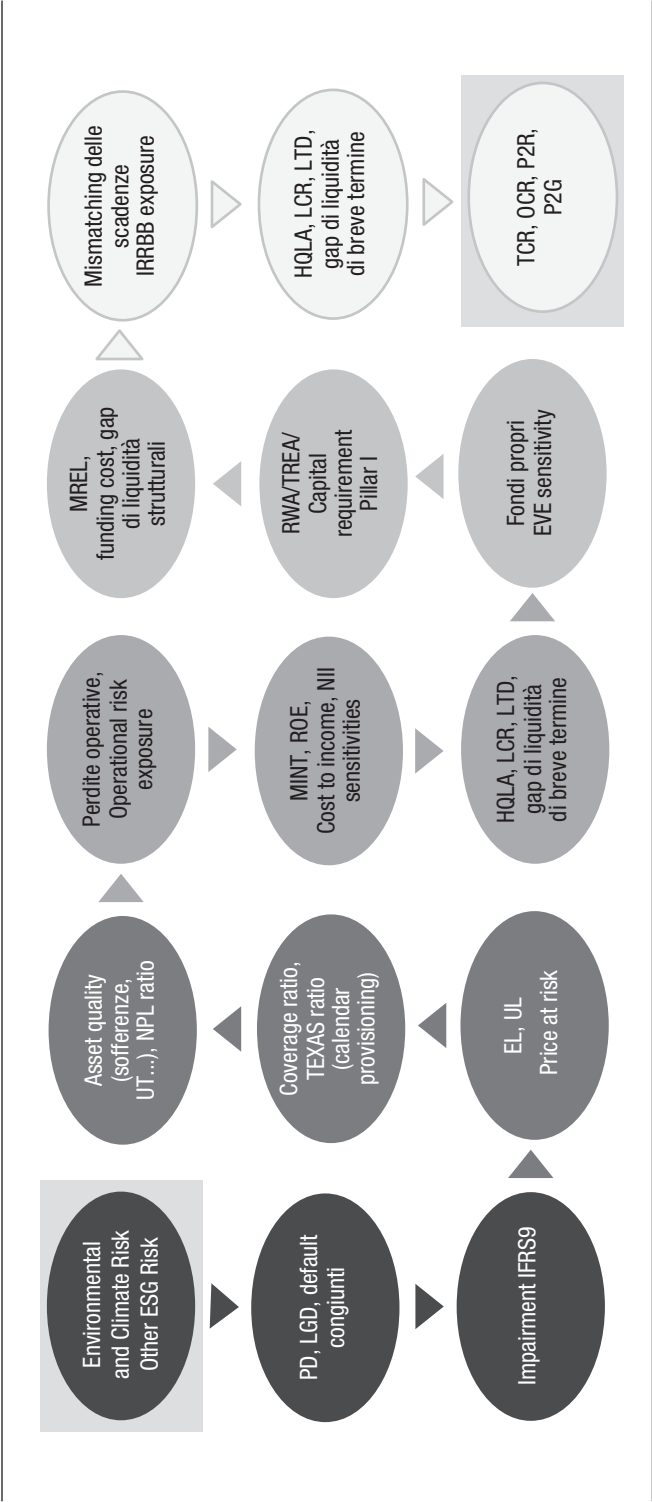 Environmental
and Climate Risk
Other ESG Risk
PD, LGD, default
congiunti
Impairment IFRS9
EL, UL
Price at risk
Coverage ratio,
TEXAS ratio
(calendar
provisioning)
Asset quality
(sofferenze,
UT...), NPL ratio
Perdite operative,
Operational risk
exposure
MINT, ROE,
Cost to income, NII
sensitivities
HQLA, LCR, LTD,
gap di liquidità
di breve termine
Fondi propri
EVE sensitivity
RWA/TREA/
Capital
requirement
Pillar I
MREL,
funding cost, gap
di liquidità
strutturali
Mismatching delle
scadenze
IRRBB exposure
HQLA, LCR, LTD,
gap di liquidità
di breve termine
TCR, OCR, P2R,
P2G